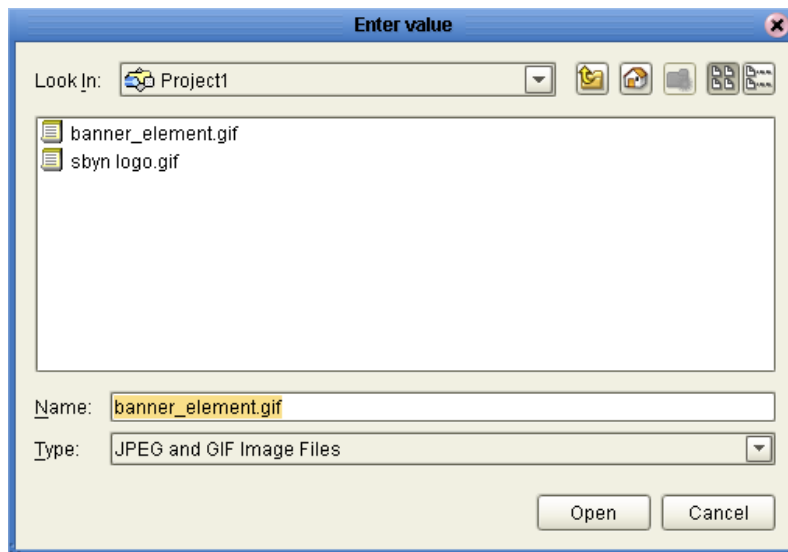 Enter value
Look In: Project1
banner_element.gif
sbyn logo.gif
Name: banner_element.gif
Type: JPEG and GIF Image Files
Open Cancel